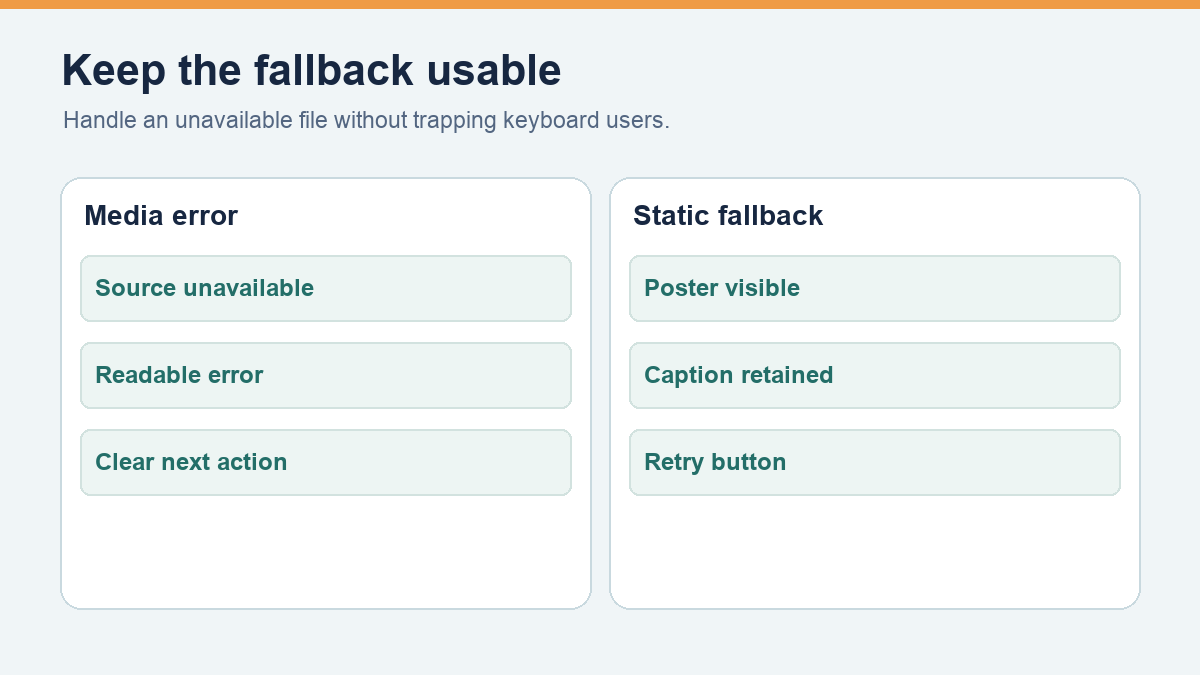 Keep the fallback usable
Handle an unavailable file without trapping keyboard users.
Media error
Source unavailable
Readable error
Clear next action
Static fallback
Poster visible
Caption retained
Retry button